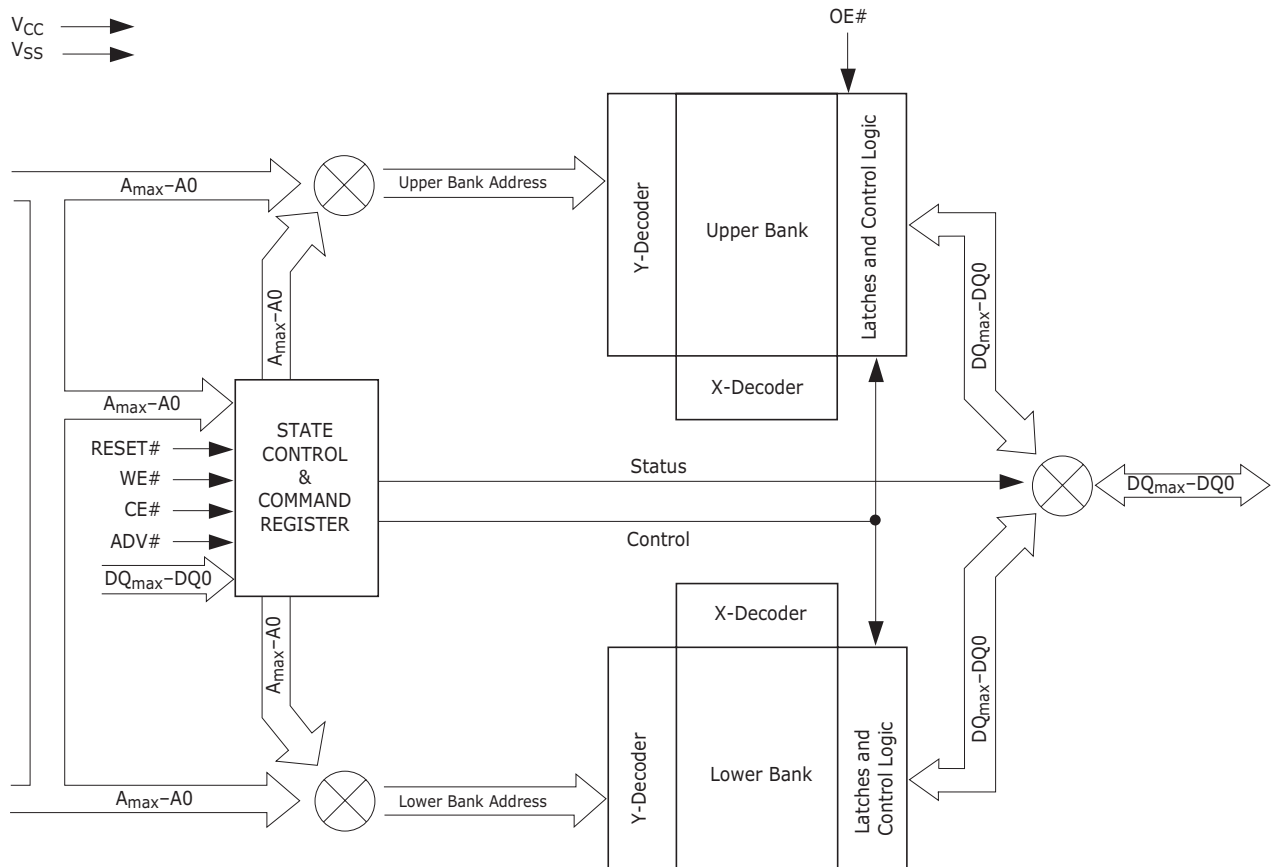 VCC
VSS
OE#
Amax–A0
Upper Bank Address
Y-Decoder
Upper Bank
Latches and Control Logic
X-Decoder
Amax–A0
DQmax–DQ0
Amax–A0
RESET#
WE#
CE#
ADV#
DQmax–DQ0
STATE
CONTROL
&
COMMAND
REGISTER
Status
Control
DQmax–DQ0
Amax–A0
X-Decoder
DQmax–DQ0
Y-Decoder
Lower Bank
Latches and
Control Logic
Amax–A0
Lower Bank Address